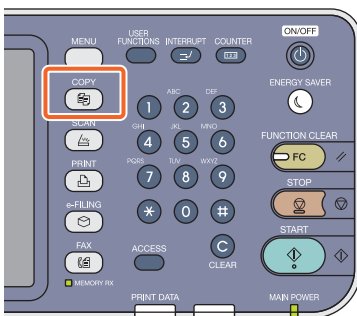 USER
FUNCTIONS
MENU
INTERRUPT
COUNTER
ON/OFF
COPY
ENERGY SAVER
ABC
DEF
1
2
3
SCAN
GHI
JKL
MNO
4
5
6
FUNCTION CLEAR
FC
PRINT
PQRS
TUV
WXYZ
7
8
9
STOP
e-FILING
*
0
#
START
FAX
ACCESS
C
CLEAR
MEMORY RX
PRINT DATA
MAIN POWER